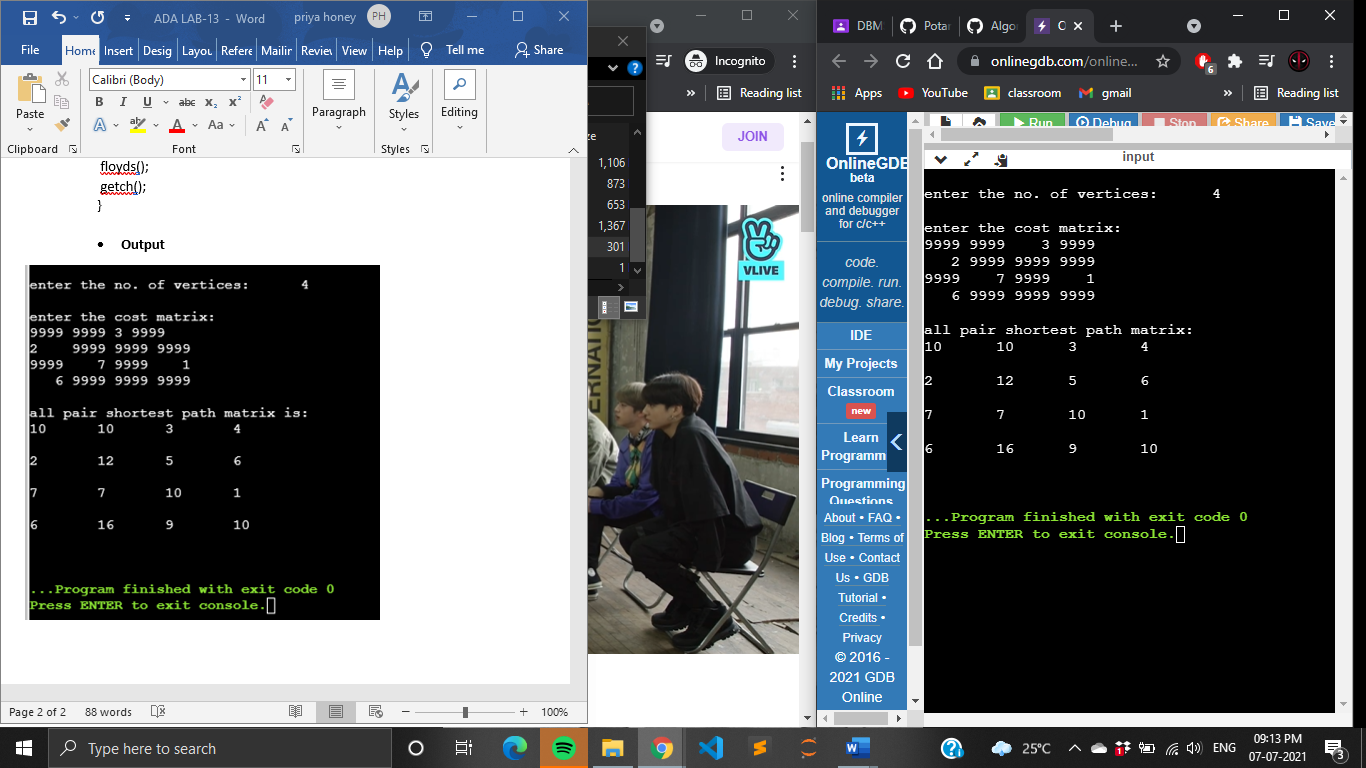 ADA LAB-13 - Word
priya honey
PH
File
Home
Insert
Desig
Layou
Refere
Mailin
Review
View
Help
Tell me
Share
Calibri (Body)
11
Paste
B I U abc x₂ x²
Aa
Paragraph
Styles
Editing
Clipboard
Font
Styles
floyds();
getch();
}
• Output
enter the no. of vertices: 4
enter the cost matrix:
9999 9999 3 9999
2 9999 9999 9999
9999 7 9999 1
6 9999 9999 9999
all pair shortest path matrix is:
10 10 3 4
2 12 5 6
7 7 10 1
6 16 9 10
...Program finished with exit code 0
Press ENTER to exit console.
Page 2 of 2
88 words
100%
1,106
873
653
1,367
301
1
Incognito
» Reading list
JOIN
VLIVE
DBM
Potar
Algo
onlinegdb.com/online...
6
Apps
YouTube
classroom
gmail
» Reading list
OnlineGDB
beta
online compiler
and debugger
for c/c++
code.
compile. run.
debug. share.
IDE
My Projects
Classroom
new
Learn
Programm
Programming
Questions
About • FAQ •
Blog • Terms of
Use • Contact
Us • GDB
Tutorial •
Credits •
Privacy
© 2016 -
2021 GDB
Online
Run
Debug
Stop
Share
Save
input
enter the no. of vertices: 4
enter the cost matrix:
9999 9999 3 9999
2 9999 9999 9999
9999 7 9999 1
6 9999 9999 9999
all pair shortest path matrix:
10 10 3 4
2 12 5 6
7 7 10 1
6 16 9 10
...Program finished with exit code 0
Press ENTER to exit console.
Type here to search
25°C
ENG
09:13 PM
07-07-2021
3